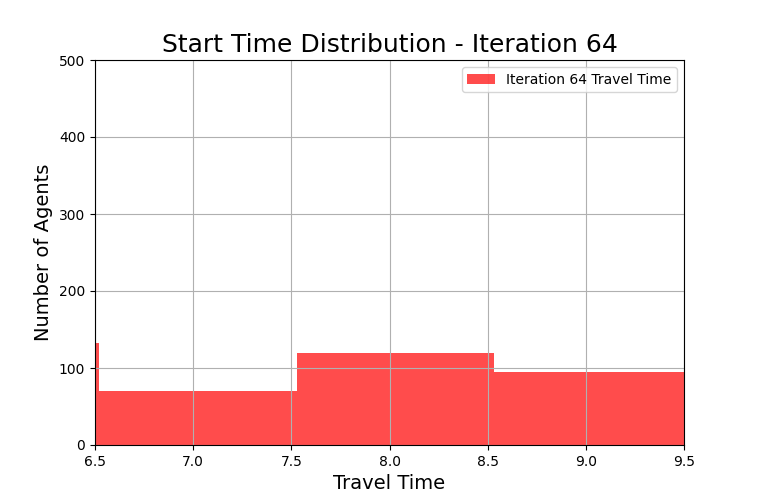 Start Time Distribution - Iteration 64
Iteration 64 Travel Time
Number of Agents
500
400
300
200
100
0
6.5 7.0 7.5 8.0 8.5 9.0 9.5
Travel Time